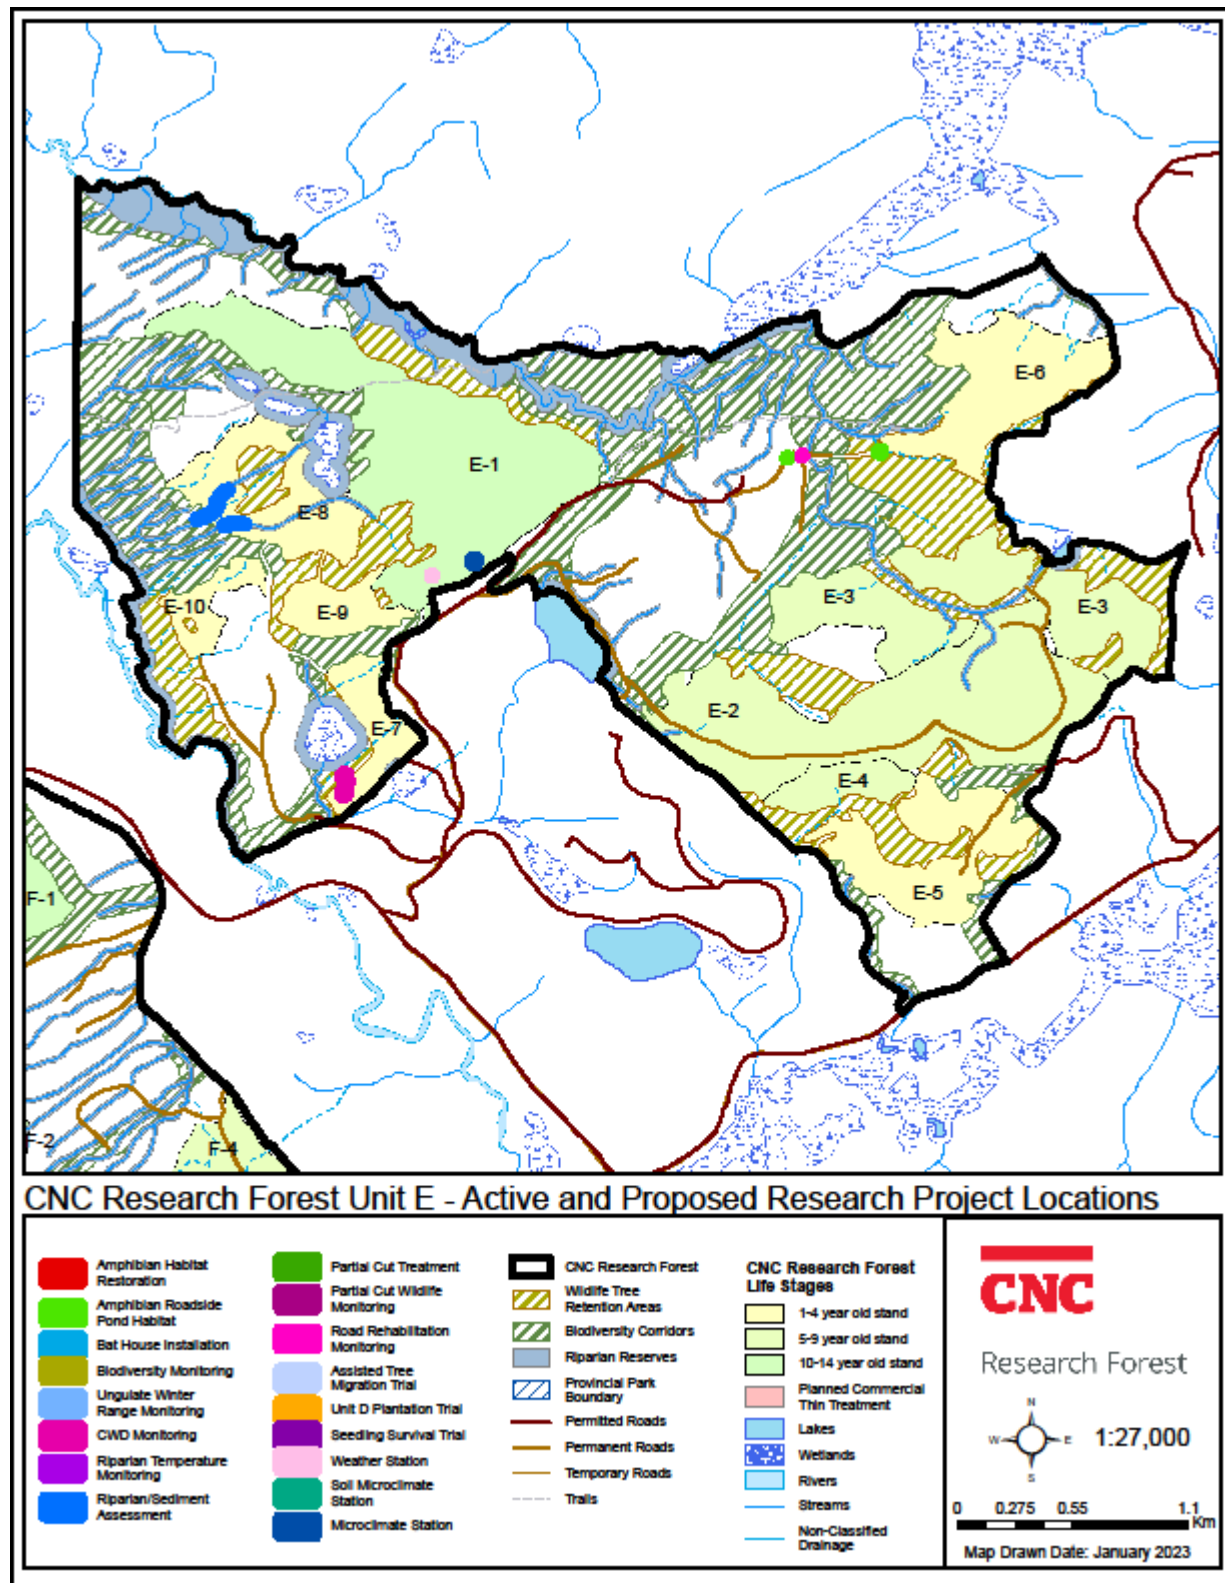 E-6
E-1
E-8
E-3
E-3
E-10
E-9
E-2
E-7
E-4
E-5
F-1
F-2
F-4
CNC Research Forest Unit E - Active and Proposed Research Project Locations
Amphibian Habitat
Restoration
Amphibian Roadside
Pond Habitat
Bat House Installation
Biodiversity Monitoring
Ungulate Winter
Range Monitoring
CWD Monitoring
Riparian Temperature
Monitoring
Riparian/Sediment
Assessment
Partial Cut Treatment
Partial Cut Wildlife
Monitoring
Road Rehabilitation
Monitoring
Assisted Tree
Migration Trial
Unit D Plantation Trial
Seedling Survival Trial
Weather Station
Soil Microclimate
Station
Microclimate Station
CNC Research Forest
Wildlife Tree
Retention Areas
Biodiversity Corridors
Riparian Reserves
Provincial Park
Boundary
Permitted Roads
Permanent Roads
Temporary Roads
Trails
CNC Research Forest
Life Stages
1-4 year old stand
5-9 year old stand
10-14 year old stand
Planned Commercial
Thin Treatment
Lakes
Wetlands
Rivers
Streams
Non-Classified
Drainage
CNC
Research Forest
N
W E
S
1:27,000
0 0.275 0.55 1.1
Km
Map Drawn Date: January 2023